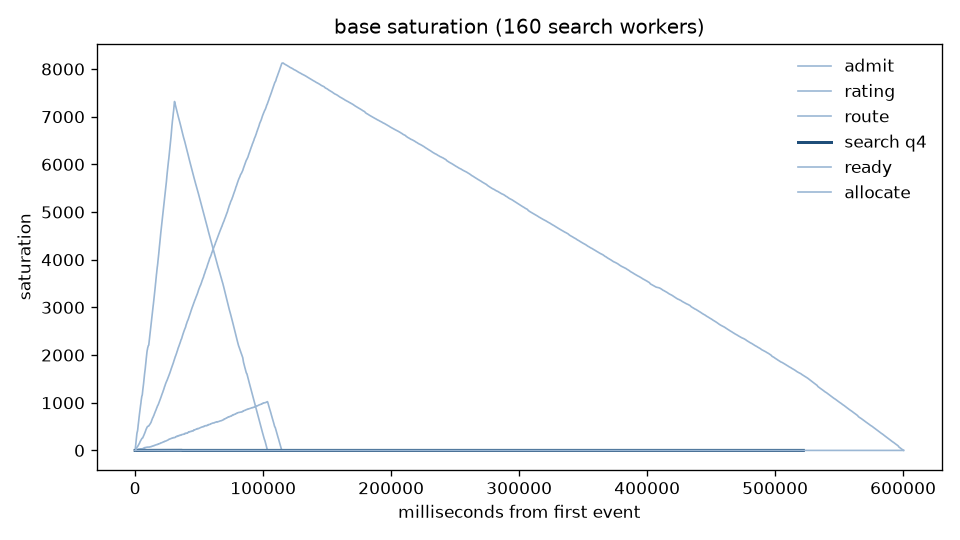 base saturation (160 search workers)
admit
rating
route
search q4
ready
allocate
8000
7000
6000
5000
4000
3000
2000
1000
0
saturation
0 100000 200000 300000 400000 500000 600000
milliseconds from first event